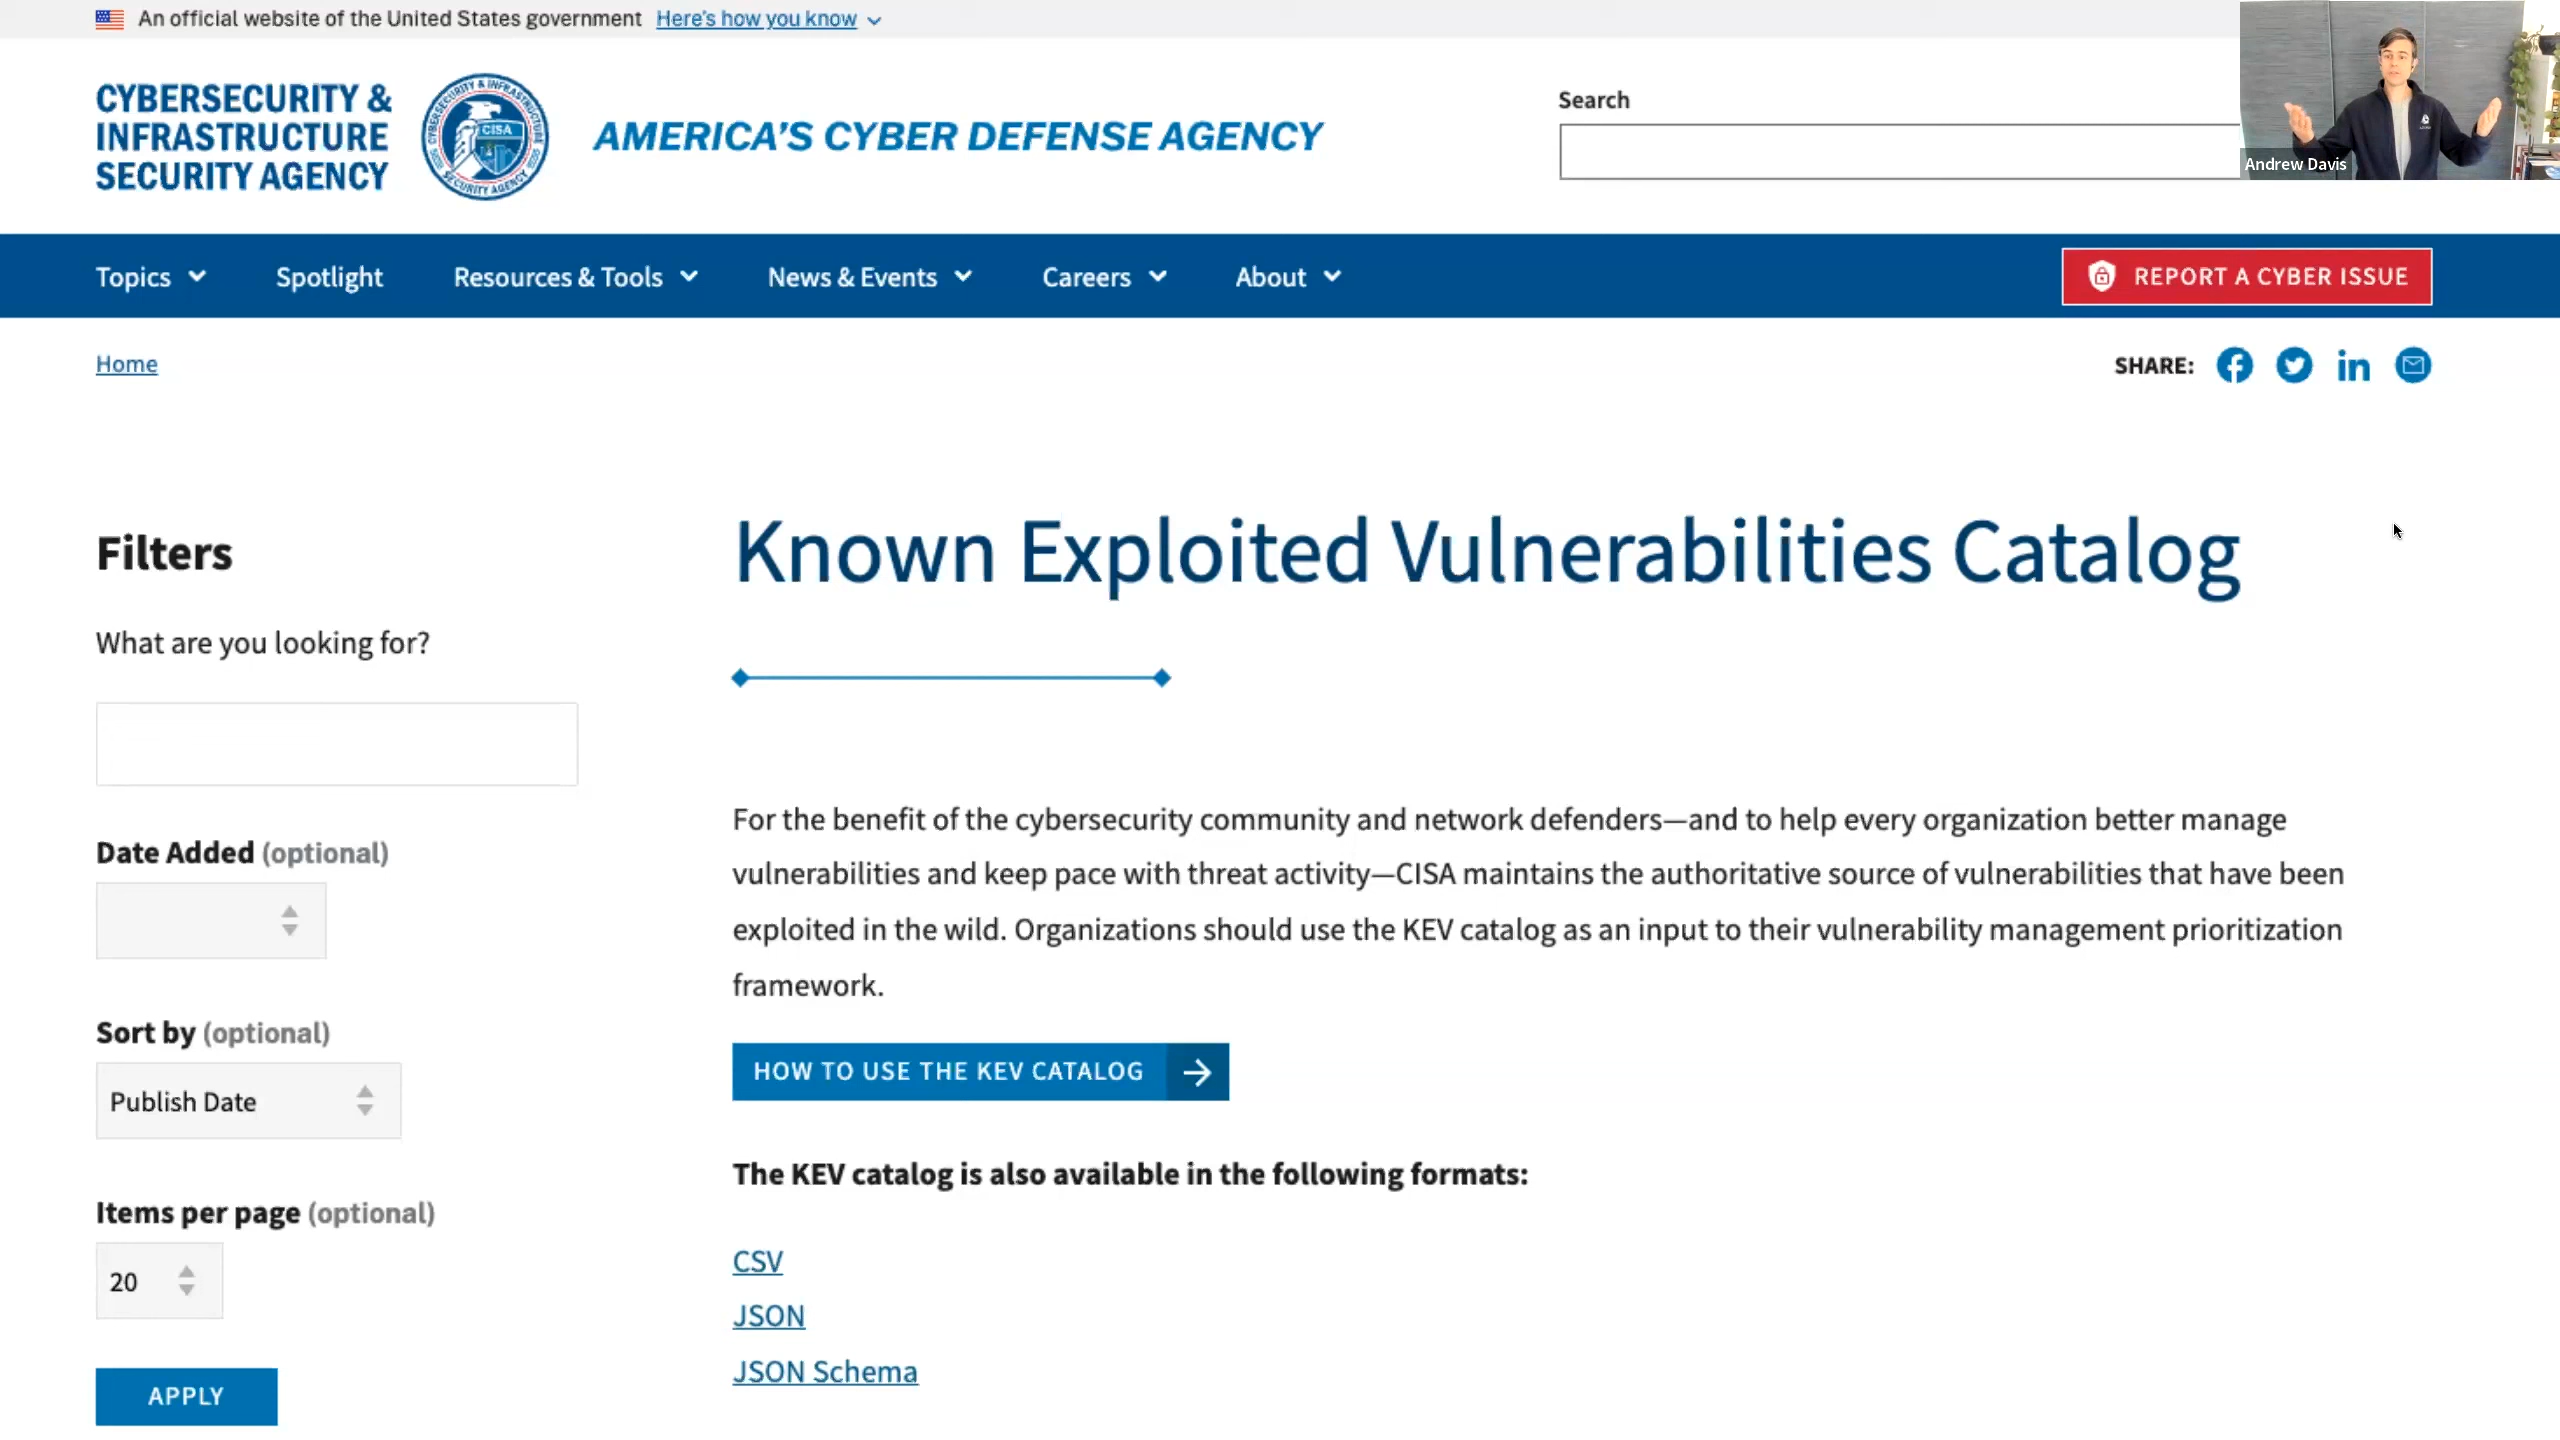 An official website of the United States government Here's how you know
CYBERSECURITY &
INFRASTRUCTURE
SECURITY AGENCY
CYBERSECURITY & INFRASTRUCTURE
CISA
SECURITY AGENCY
AMERICA'S CYBER DEFENSE AGENCY
Search
Andrew Davis
Topics Spotlight Resources & Tools News & Events Careers About REPORT A CYBER ISSUE
Home
SHARE:
Filters
What are you looking for?
Date Added (optional)
Sort by (optional)
Publish Date
Items per page (optional)
20
APPLY
Known Exploited Vulnerabilities Catalog
For the benefit of the cybersecurity community and network defenders—and to help every organization better manage
vulnerabilities and keep pace with threat activity—CISA maintains the authoritative source of vulnerabilities that have been
exploited in the wild. Organizations should use the KEV catalog as an input to their vulnerability management prioritization
framework.
HOW TO USE THE KEV CATALOG
The KEV catalog is also available in the following formats:
CSV
JSON
JSON Schema